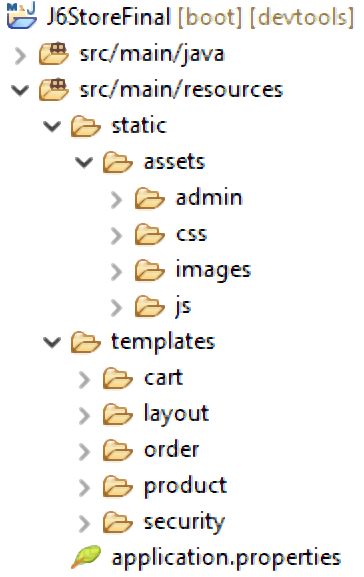 J6StoreFinal [boot] [devtools]
src/main/java
src/main/resources
static
assets
admin
css
images
js
templates
cart
layout
order
product
security
application.properties